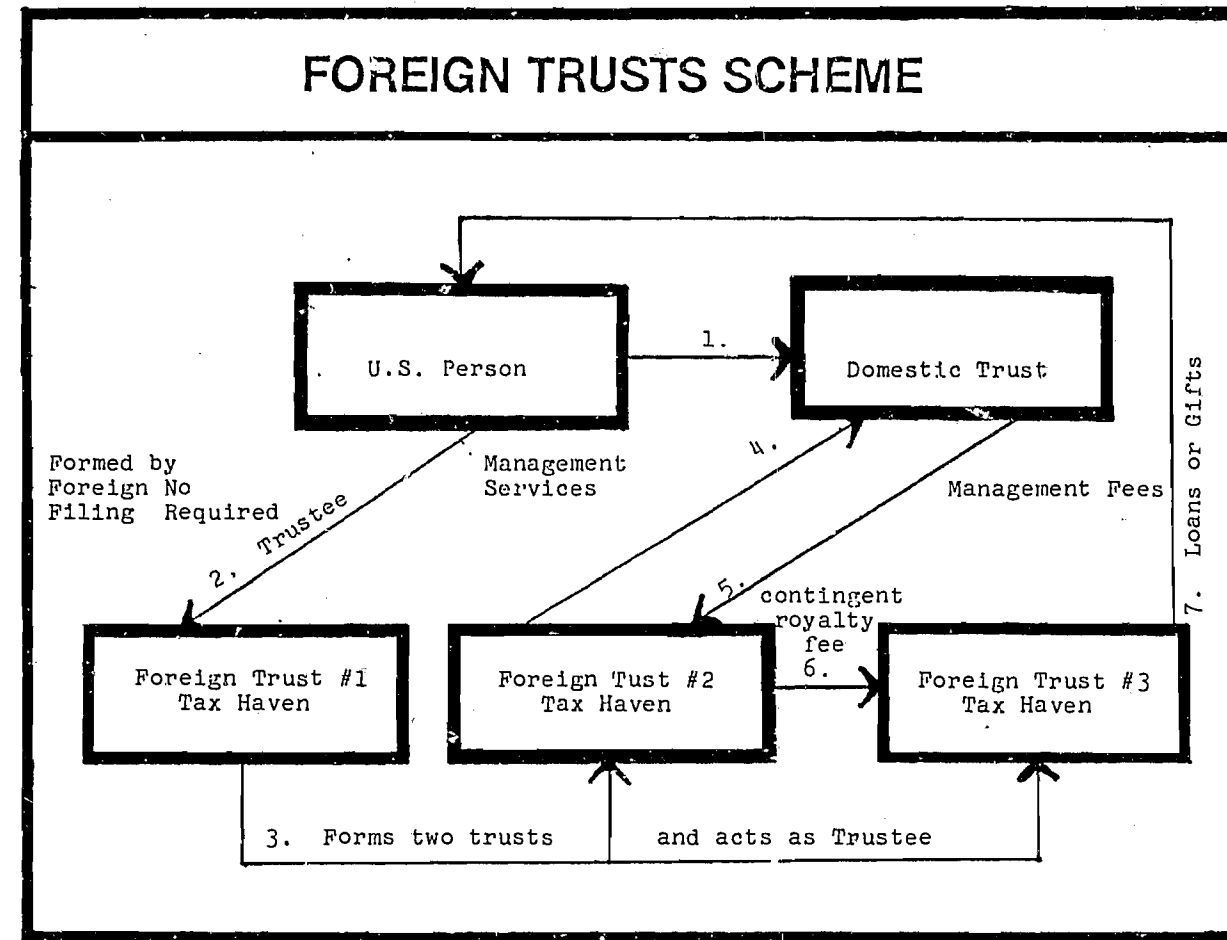 FOREIGN TRUSTS SCHEME
1.
U.S. Person
Domestic Trust
4.
Formed by
Foreign No
Filing Required
2. Trustee
Management
Services
Management Fees
7. Loans or Gifts
5.
contingent
royalty
fee
6.
Foreign Trust #1
Tax Haven
Foreign Tust #2
Tax Haven
Foreign Trust #3
Tax Haven
3. Forms two trusts and acts as Trustee